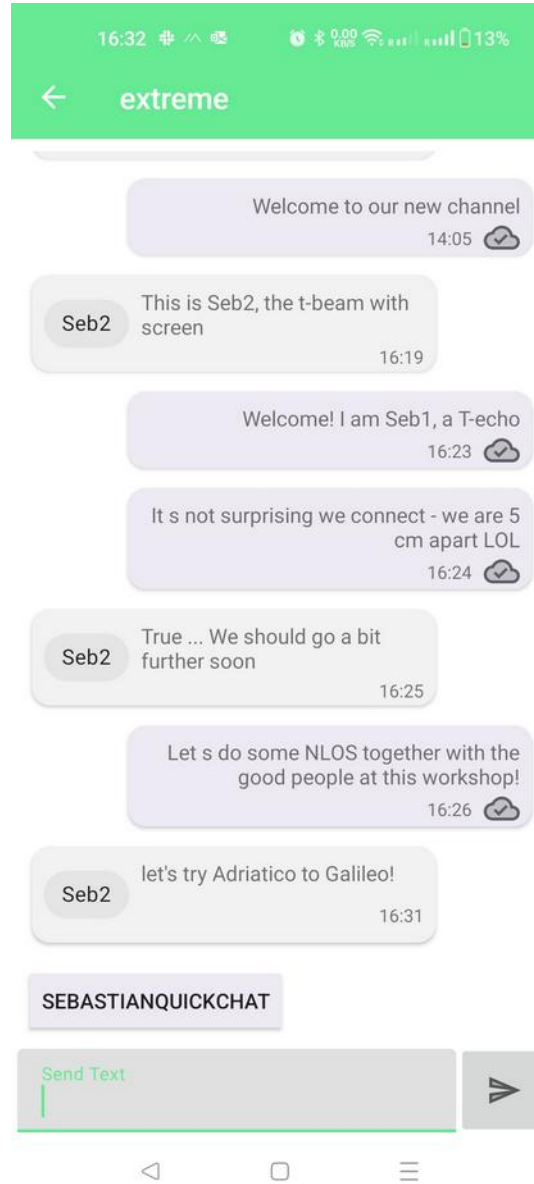 16:32 0.00 KB/S 13%
extreme
Welcome to our new channel
14:05
This is Seb2, the t-beam with
Seb2 screen
16:19
Welcome! I am Seb1, a T-echo
16:23
It s not surprising we connect - we are 5
cm apart LOL
16:24
True ... We should go a bit
Seb2 further soon
16:25
Let s do some NLOS together with the
good people at this workshop!
16:26
let's try Adriatico to Galileo!
Seb2
16:31
SEBASTIANQUICKCHAT
Send Text